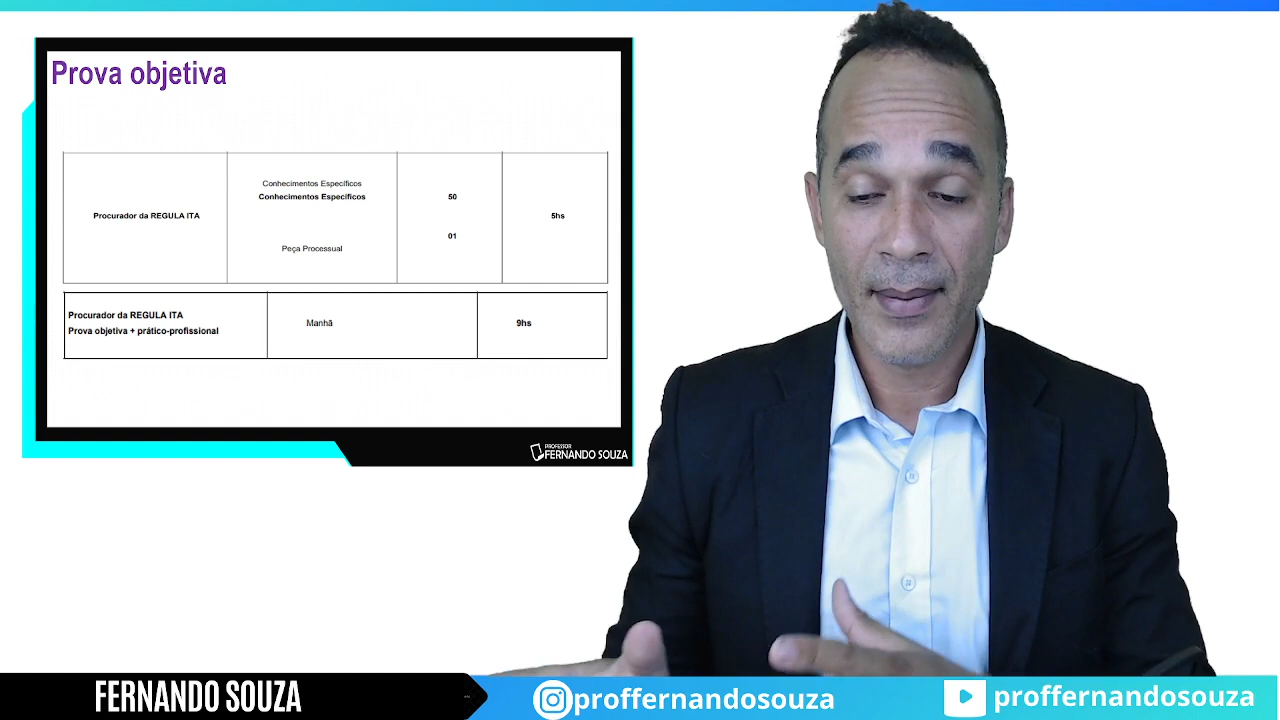 Prova objetiva
Procurador da REGULA ITA
Conhecimentos Específicos
Conhecimentos Específicos
Peça Processual
50
01
5hs
Procurador da REGULA ITA
Prova objetiva + prático-profissional
Manhã
9hs
PROFESSOR
FERNANDO SOUZA
FERNANDO SOUZA
proffernandosouza
proffernandosouza